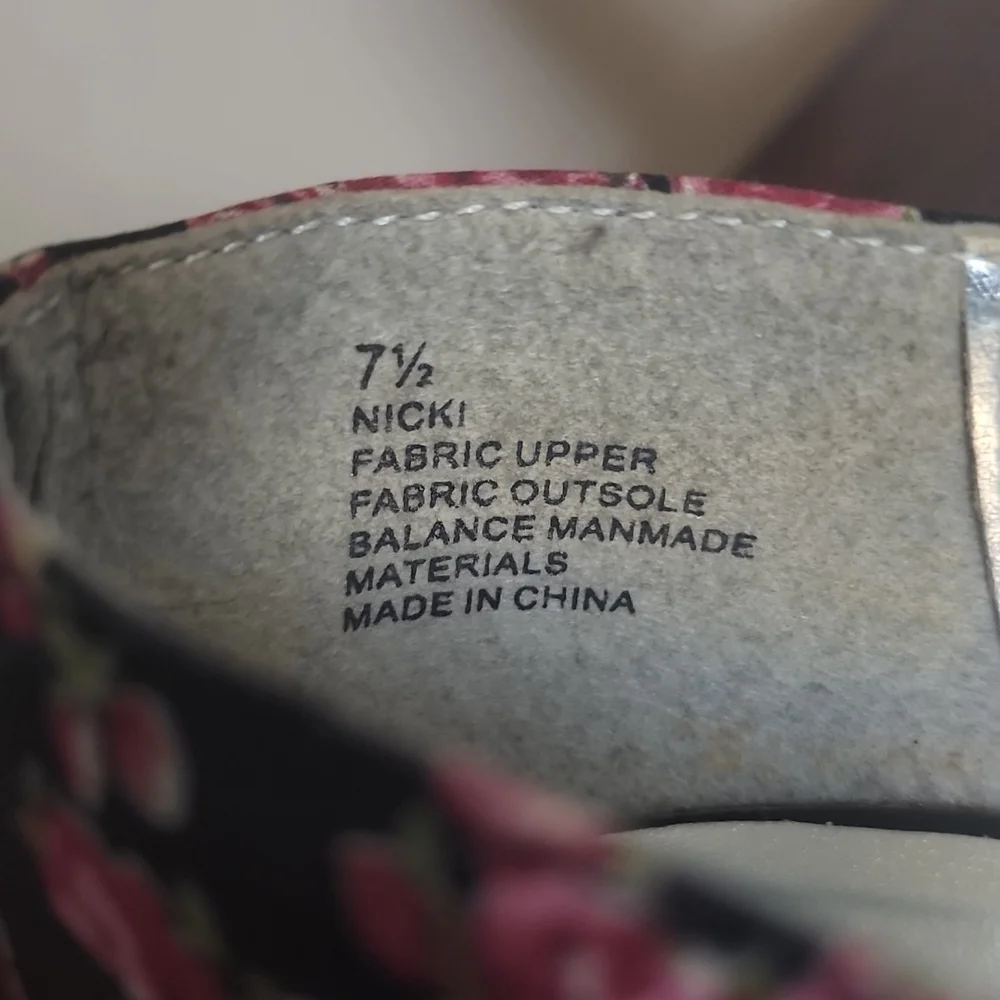 7½
NICKI
FABRIC UPPER
FABRIC OUTSOLE
BALANCE MANMADE
MATERIALS
MADE IN CHINA